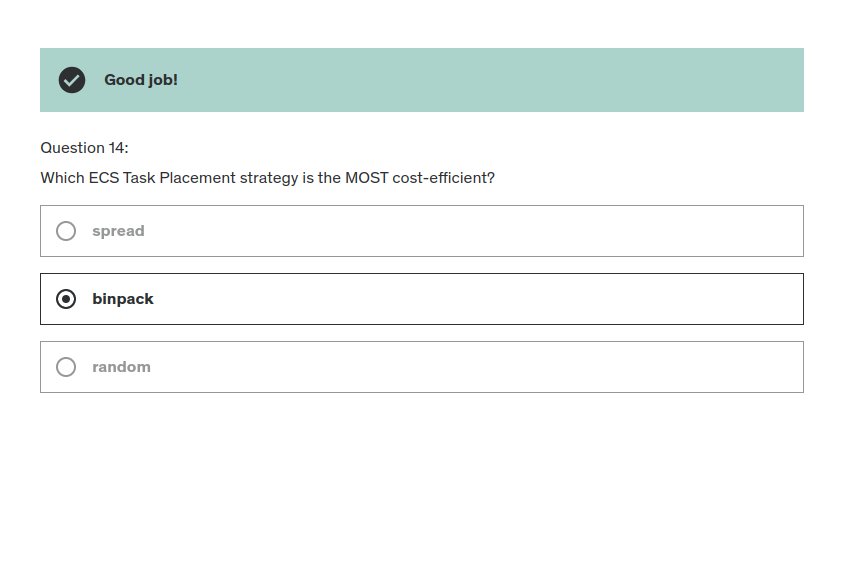 Good job!
Question 14:
Which ECS Task Placement strategy is the MOST cost-efficient?
spread
binpack
random